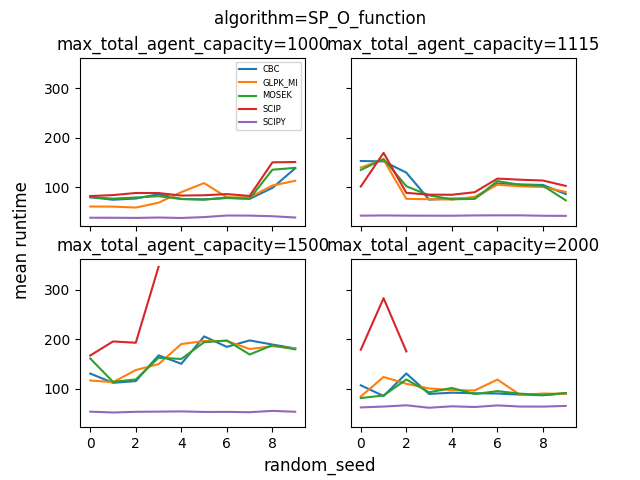 algorithm=SP_O_function
max_total_agent_capacity=1000
max_total_agent_capacity=1115
300
200
100
CBC
GLPK_MI
MOSEK
SCIP
SCIPY
mean runtime
max_total_agent_capacity=1500
max_total_agent_capacity=2000
300
200
100
0 2 4 6 8
0 2 4 6 8
random_seed